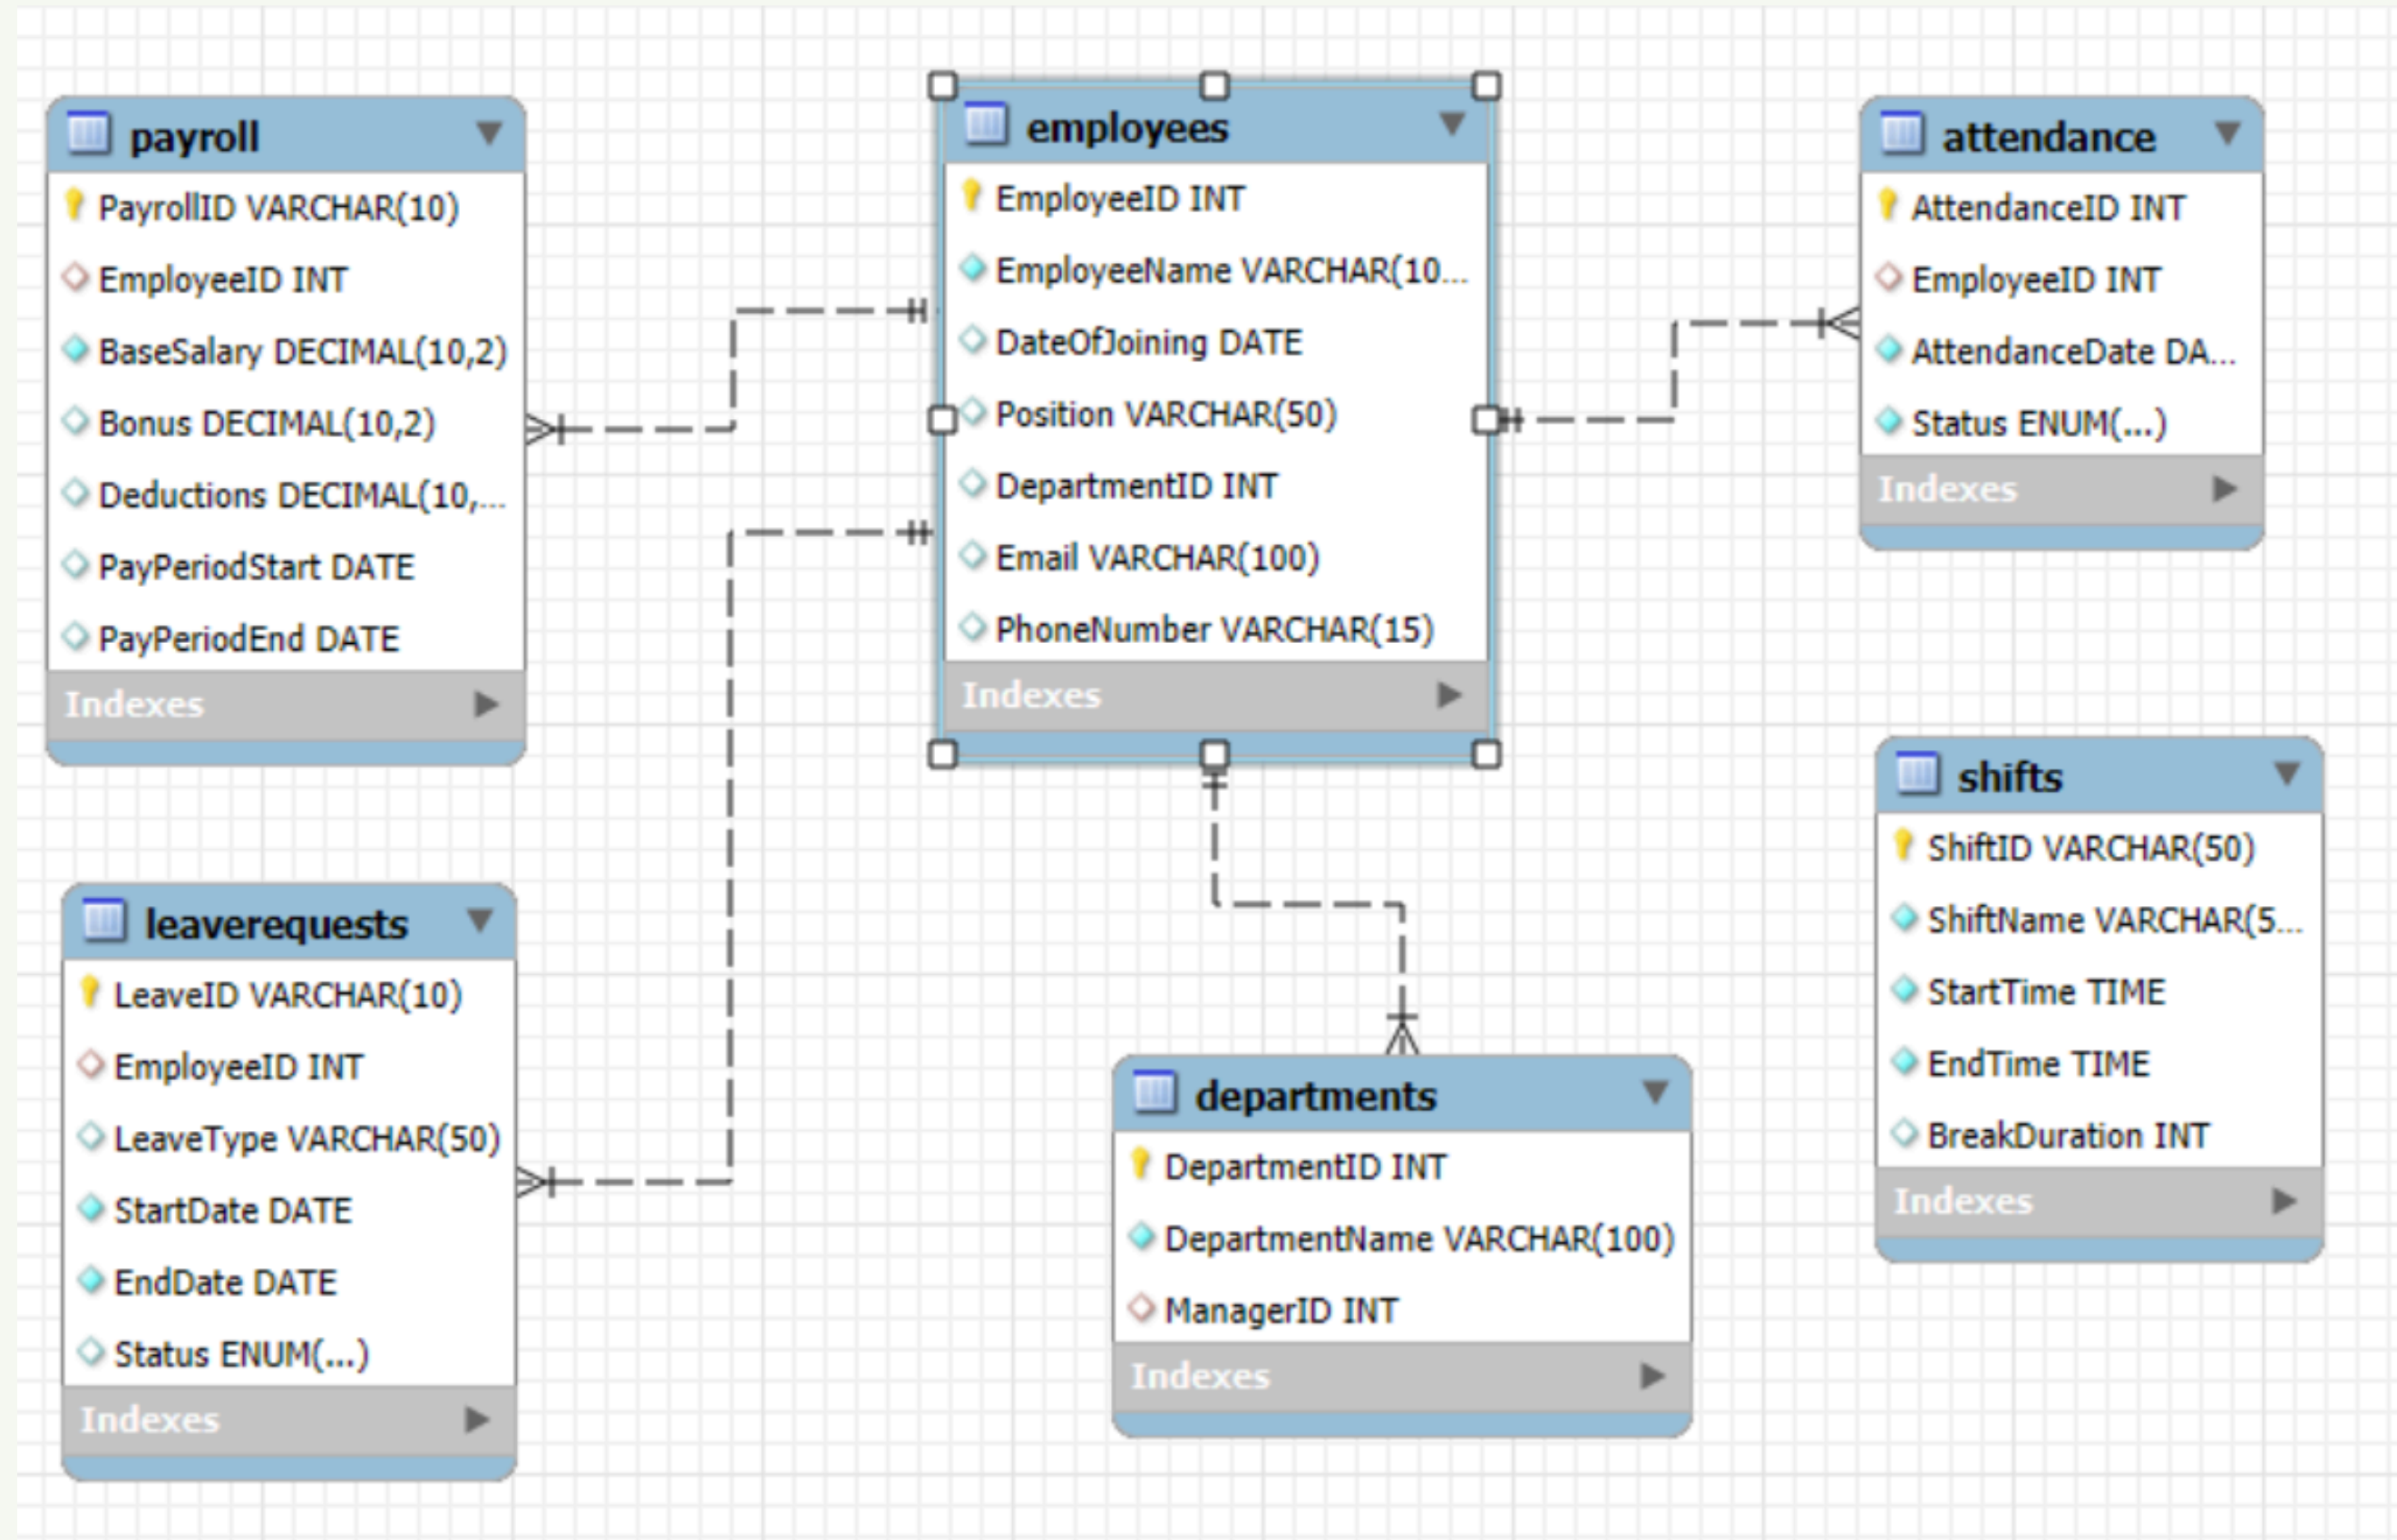 payroll
PayrollID VARCHAR(10)
EmployeeID INT
BaseSalary DECIMAL(10,2)
Bonus DECIMAL(10,2)
Deductions DECIMAL(10,...
PayPeriodStart DATE
PayPeriodEnd DATE
Indexes
employees
EmployeeID INT
EmployeeName VARCHAR(10...
DateOfJoining DATE
Position VARCHAR(50)
DepartmentID INT
Email VARCHAR(100)
PhoneNumber VARCHAR(15)
Indexes
attendance
AttendanceID INT
EmployeeID INT
AttendanceDate DA...
Status ENUM(...)
Indexes
leaverequests
LeaveID VARCHAR(10)
EmployeeID INT
LeaveType VARCHAR(50)
StartDate DATE
EndDate DATE
Status ENUM(...)
Indexes
departments
DepartmentID INT
DepartmentName VARCHAR(100)
ManagerID INT
Indexes
shifts
ShiftID VARCHAR(50)
ShiftName VARCHAR(5...
StartTime TIME
EndTime TIME
BreakDuration INT
Indexes